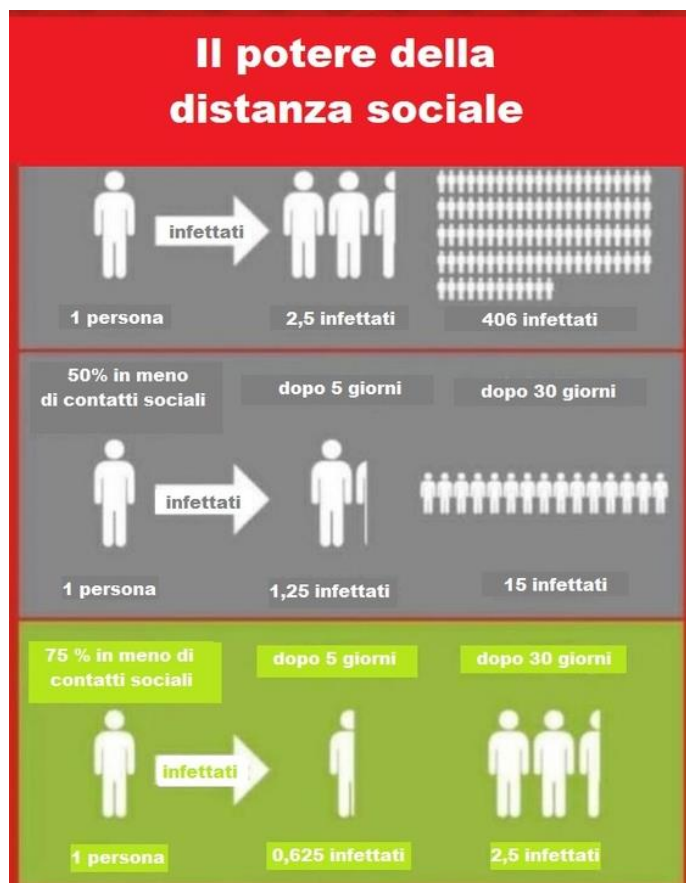 Il potere della
distanza sociale
infettati
1 persona
2,5 infettati
406 infettati
50% in meno
di contatti sociali
dopo 5 giorni
dopo 30 giorni
infettati
1 persona
1,25 infettati
15 infettati
75 % in meno di
contatti sociali
dopo 5 giorni
dopo 30 giorni
infettati
1 persona
0,625 infettati
2,5 infettati